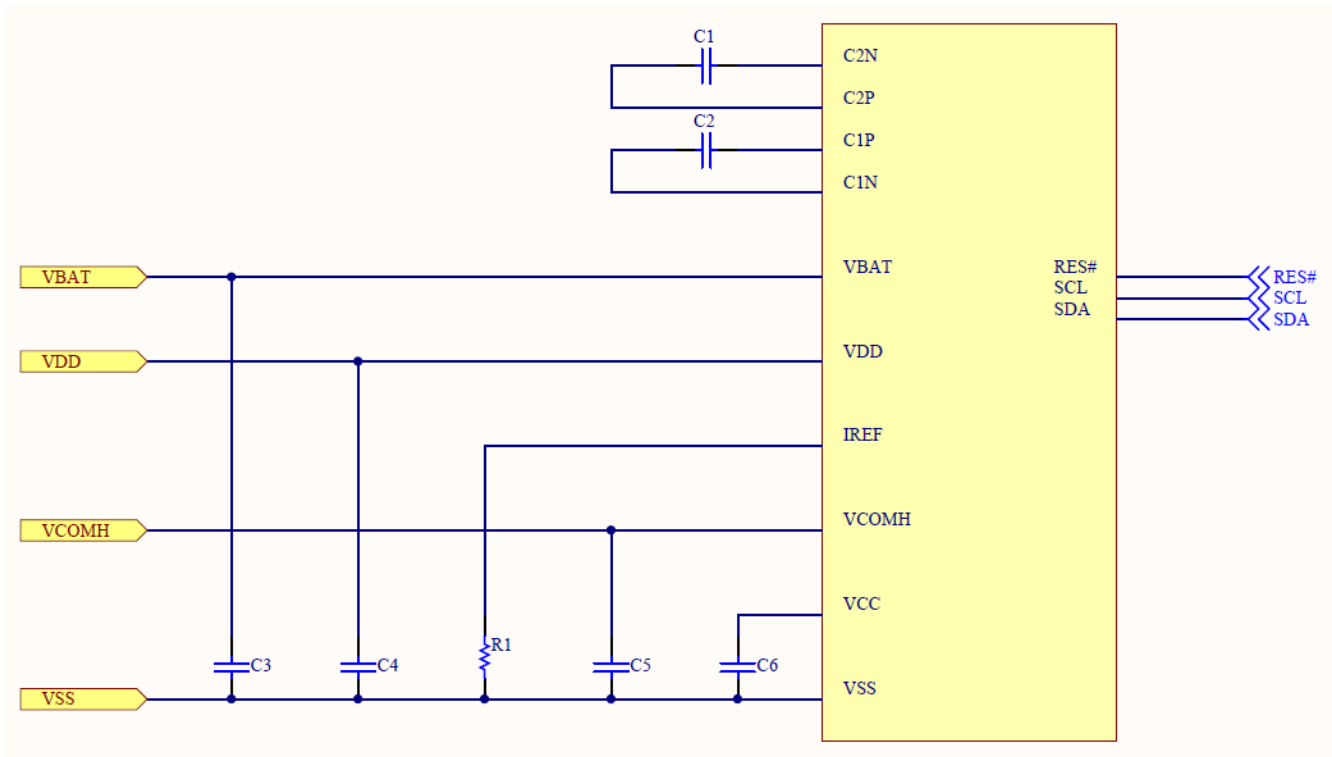 C1
C2N
C2P
C2
C1P
C1N
VBAT
VBAT
RES#
RES#
SCL
SCL
SDA
SDA
VDD
VDD
IREF
VCOMH
VCOMH
VCC
R1
C3
C4
C5
C6
VSS
VSS